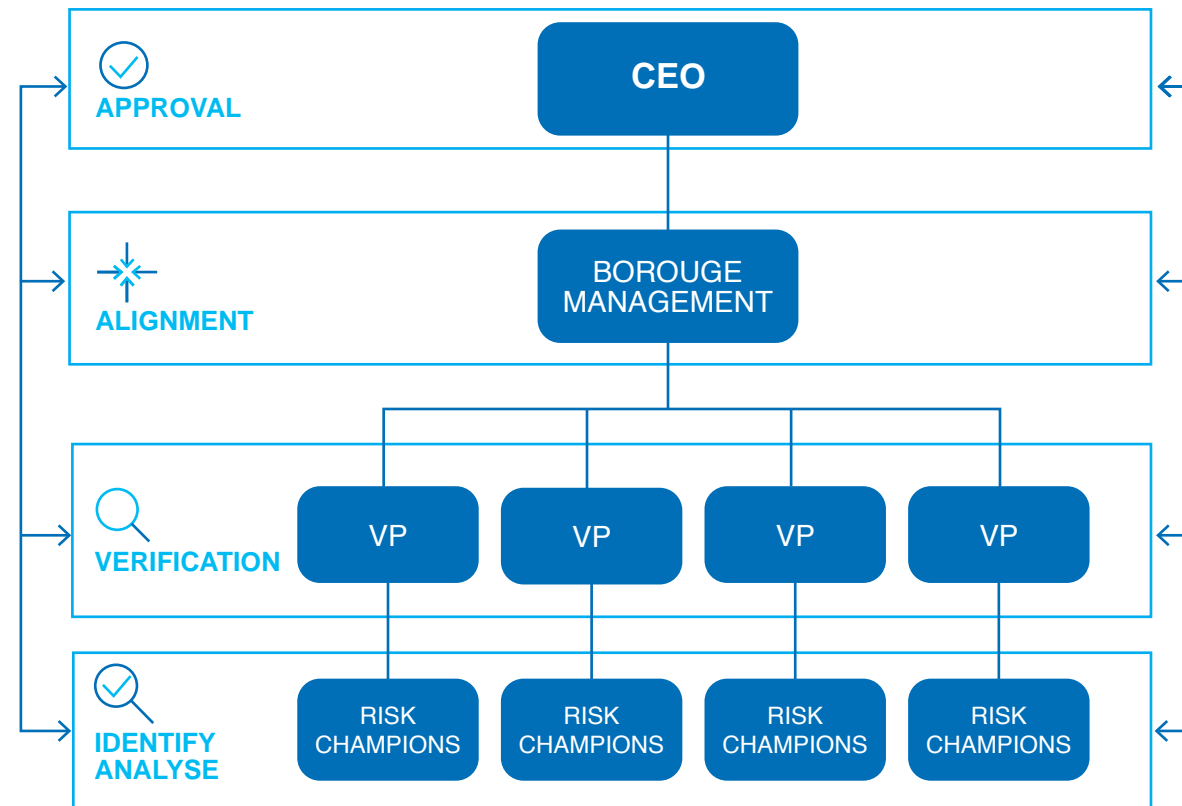 CEO
APPROVAL
BOROUGE
MANAGEMENT
ALIGNMENT
VP
VP
VP
VP
VERIFICATION
RISK
CHAMPIONS
RISK
CHAMPIONS
RISK
CHAMPIONS
RISK
CHAMPIONS
IDENTIFY
ANALYSE